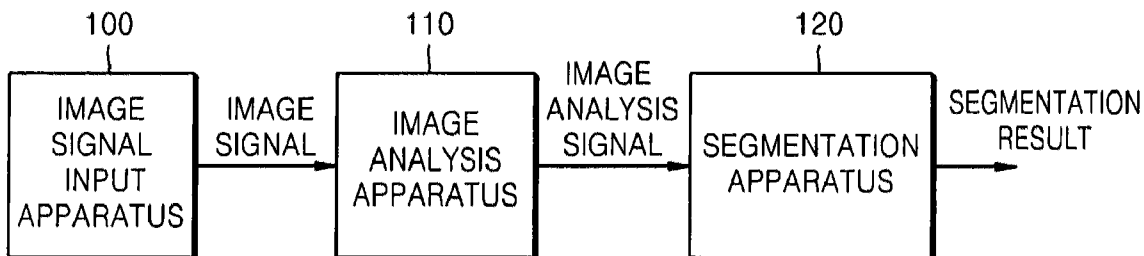 100
110
120
IMAGE
SIGNAL
INPUT
APPARATUS
IMAGE
SIGNAL
IMAGE
ANALYSIS
APPARATUS
IMAGE
ANALYSIS
SIGNAL
SEGMENTATION
APPARATUS
SEGMENTATION
RESULT